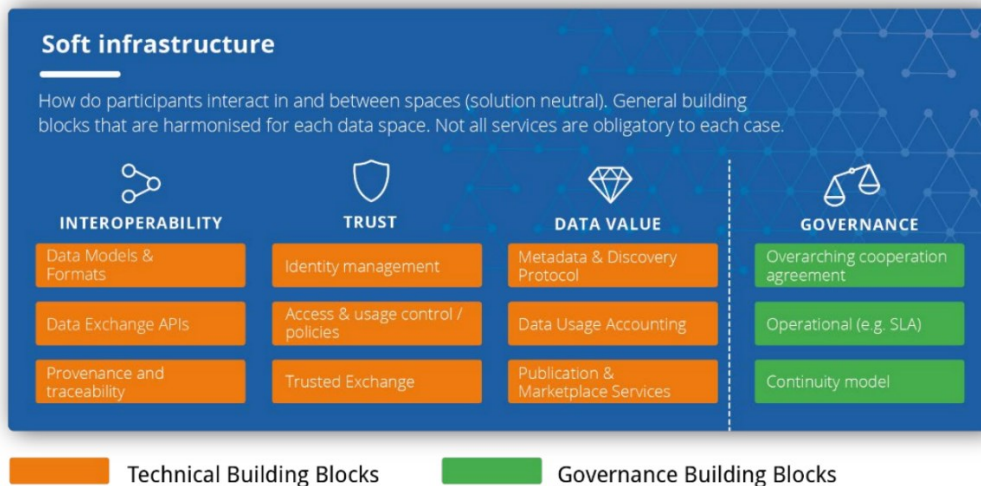 Soft infrastructure
How do participants interact in and between spaces (solution neutral). General building
blocks that are harmonised for each data space. Not all services are obligatory to each case.
INTEROPERABILITY
Data Models &
Formats
Data Exchange APIs
Provenance and
traceability
TRUST
Identity management
Access & usage control /
policies
Trusted Exchange
DATA VALUE
Metadata & Discovery
Protocol
Data Usage Accounting
Publication &
Marketplace Services
GOVERNANCE
Overarching cooperation
agreement
Operational (e.g. SLA)
Continuity model
Technical Building Blocks
Governance Building Blocks